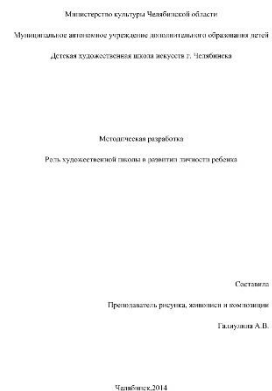 Министерство культуры Челябинской области
Муниципальное автономное учреждение дополнительного образования детей
Детская художественная школа искусств г. Челябинска
Методическая разработка
Роль художественной школы в развитии личности ребенка
Составила
Преподаватель рисунка, живописи и композиции
Галиулина А.В.
Челябинск,2014